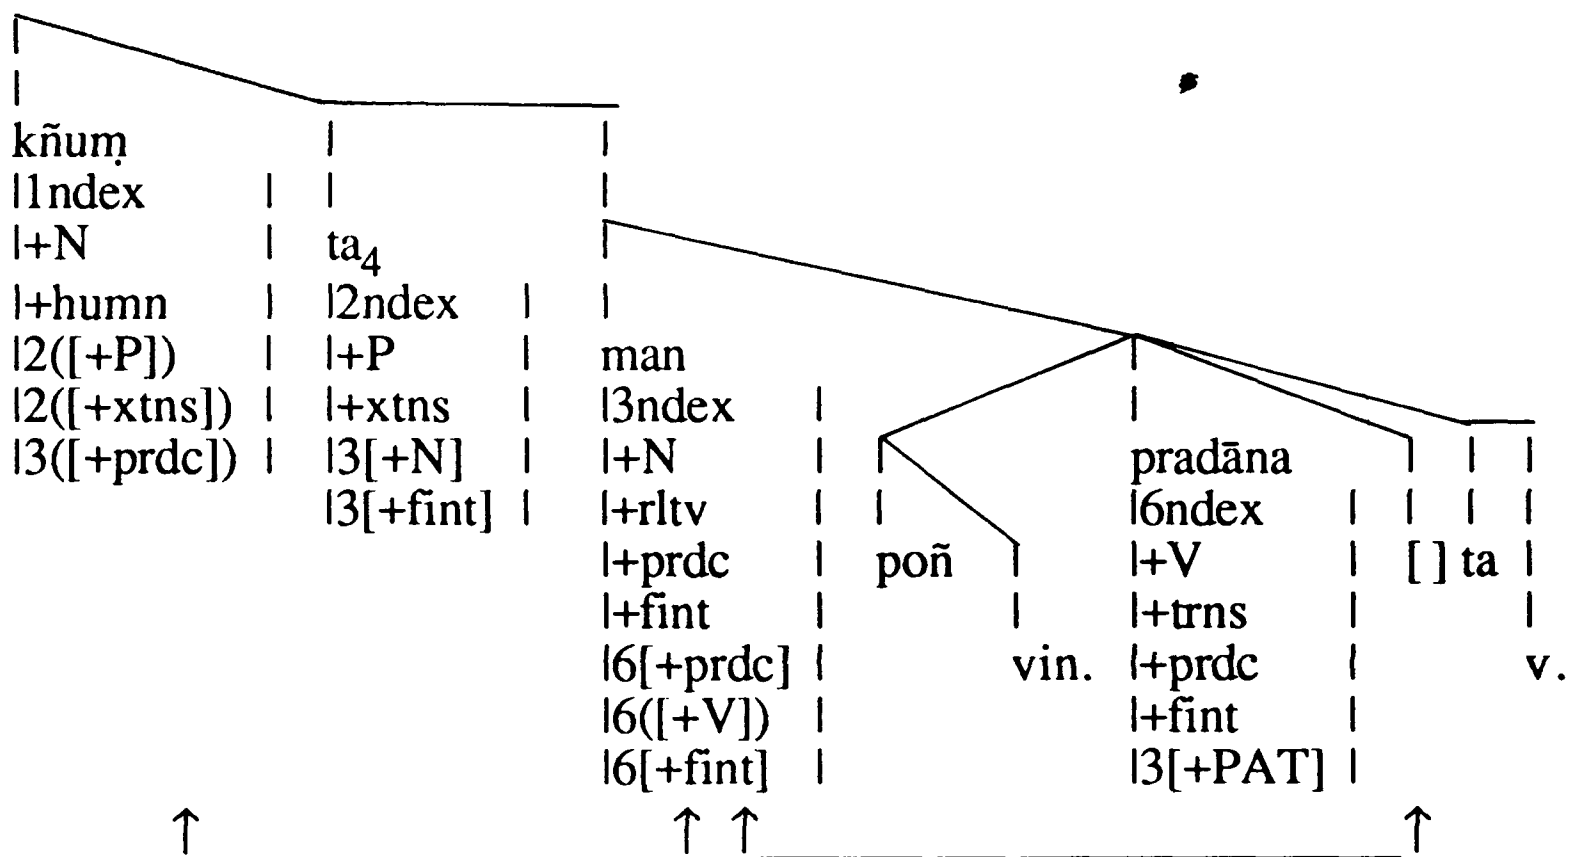 kñuṃ
|1ndex |
|+N | ta₄
|+humn | |2ndex |
|2([+P]) | |+P | man
|2([+xtns]) | |+xtns | |3ndex |
|3([+prdc]) | |3[+N] | |+N | pradāna
|3[+fint] | |+rltv | |6ndex |
|+prdc | poñ |+V | [ ] ta
|+fint | |+trns |
|6[+prdc] | vin. |+prdc | v.
|6([+V]) | |+fint |
|6[+fint] | |3[+PAT] |
↑ ↑ ↑ ↑